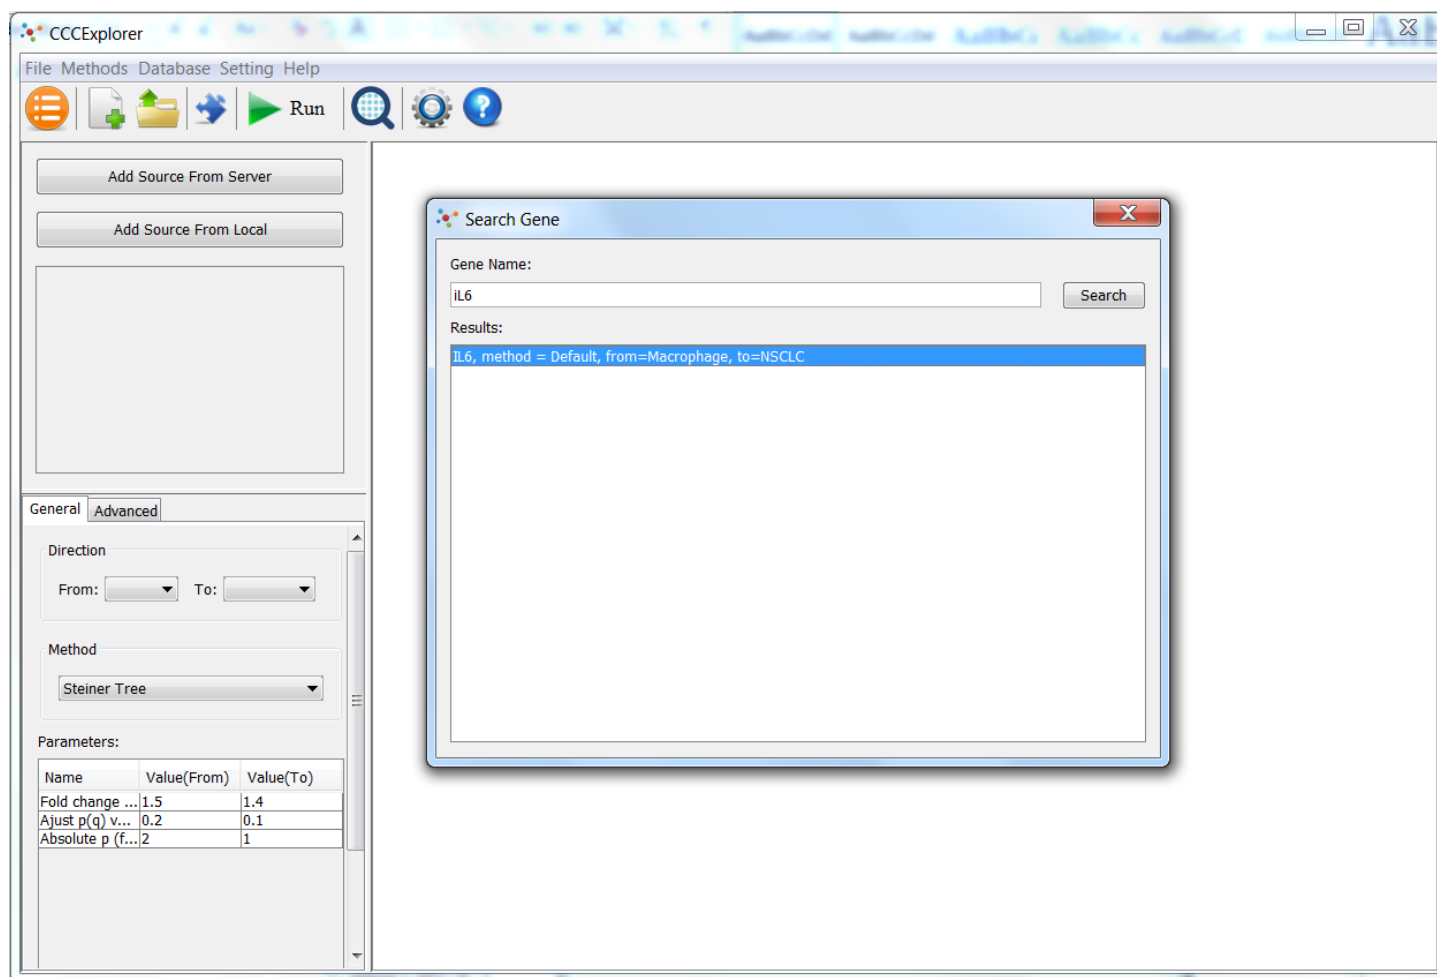 CCCExplorer
File Methods Database Setting Help
Run
Add Source From Server
Add Source From Local
Search Gene
Gene Name:
iL6
Search
Results:
IL6, method = Default, from=Macrophage, to=NSCLC
General Advanced
Direction
From: To:
Method
Steiner Tree
Parameters:
Name Value(From) Value(To)
Fold change ... 1.5 1.4
Ajust p(q) v... 0.2 0.1
Absolute p (f... 2 1